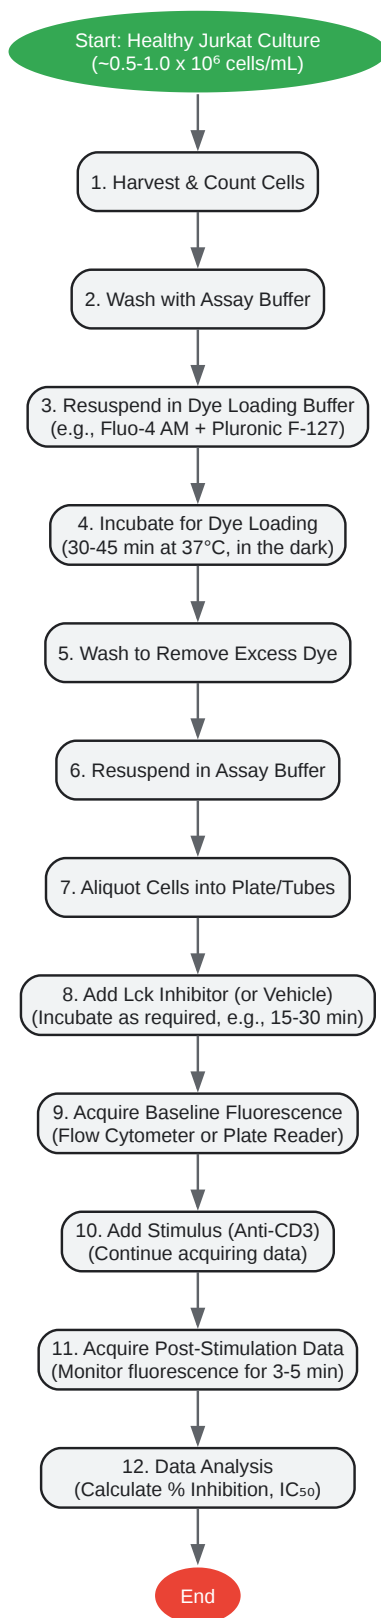 Start: Healthy Jurkat Culture
(~0.5-1.0 x 10⁶ cells/mL)
1. Harvest & Count Cells
2. Wash with Assay Buffer
3. Resuspend in Dye Loading Buffer
(e.g., Fluo-4 AM + Pluronic F-127)
4. Incubate for Dye Loading
(30-45 min at 37°C, in the dark)
5. Wash to Remove Excess Dye
6. Resuspend in Assay Buffer
7. Aliquot Cells into Plate/Tubes
8. Add Lck Inhibitor (or Vehicle)
(Incubate as required, e.g., 15-30 min)
9. Acquire Baseline Fluorescence
(Flow Cytometer or Plate Reader)
10. Add Stimulus (Anti-CD3)
(Continue acquiring data)
11. Acquire Post-Stimulation Data
(Monitor fluorescence for 3-5 min)
12. Data Analysis
(Calculate % Inhibition, IC₅₀)
End